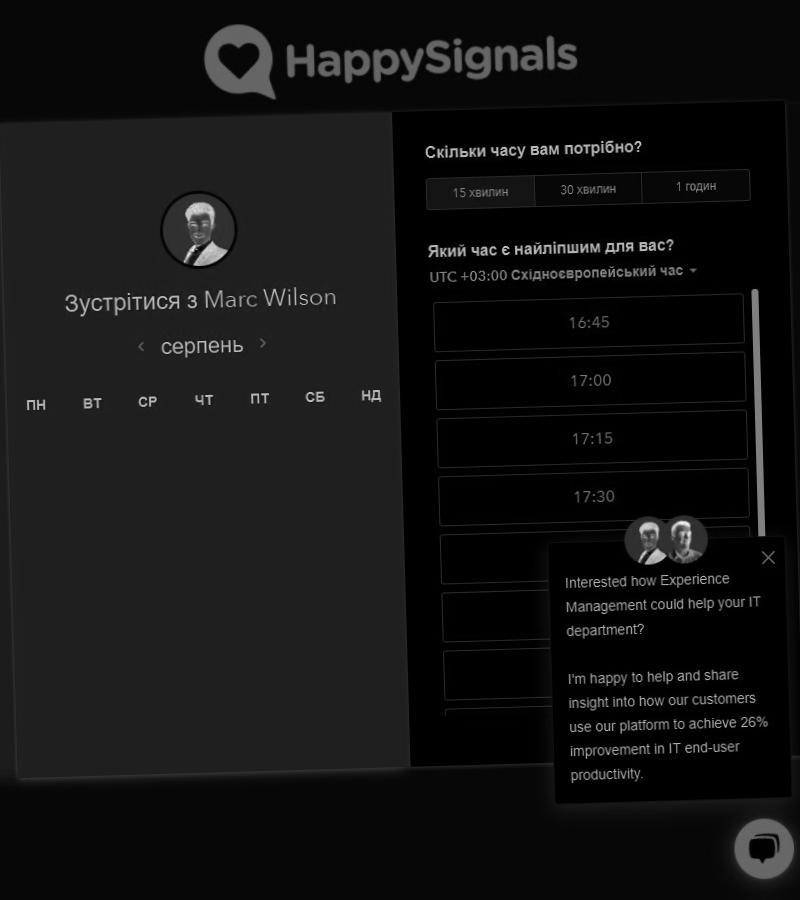 HappySignals
Зустрітися з Marc Wilson
серпень
ПН ВТ СР ЧТ ПТ СБ НД
Скільки часу вам потрібно?
15 хвилин 30 хвилин 1 годин
Який час є найліпшим для вас?
UTC +03:00 Східноєвропейський час
16:45
17:00
17:15
17:30
Interested how Experience
Management could help your IT
department?
I'm happy to help and share
insight into how our customers
use our platform to achieve 26%
improvement in IT end-user
productivity.